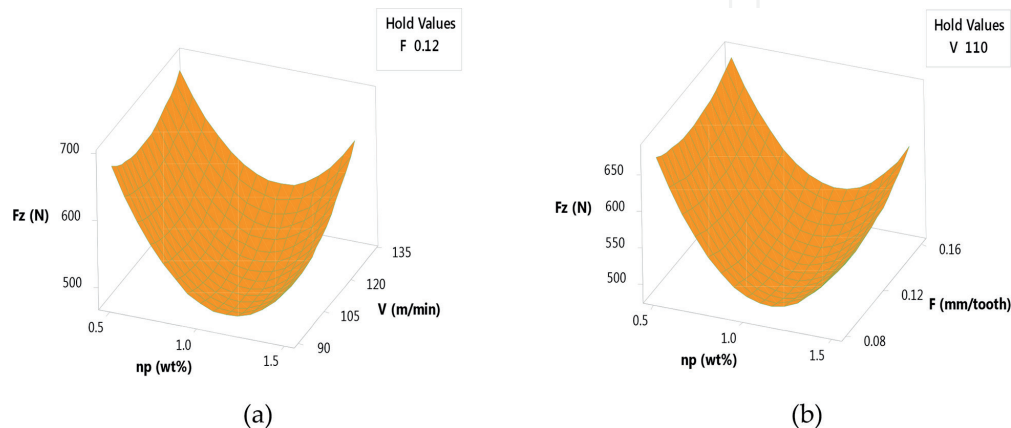 Hold Values
F 0.12
700
600
500
Fz (N)
0.5
1.0
1.5
np (wt%)
135
120
105
90
V (m/min)
(a)
Hold Values
V 110
650
600
550
500
Fz (N)
0.5
1.0
1.5
np (wt%)
0.16
0.12
0.08
F (mm/tooth)
(b)